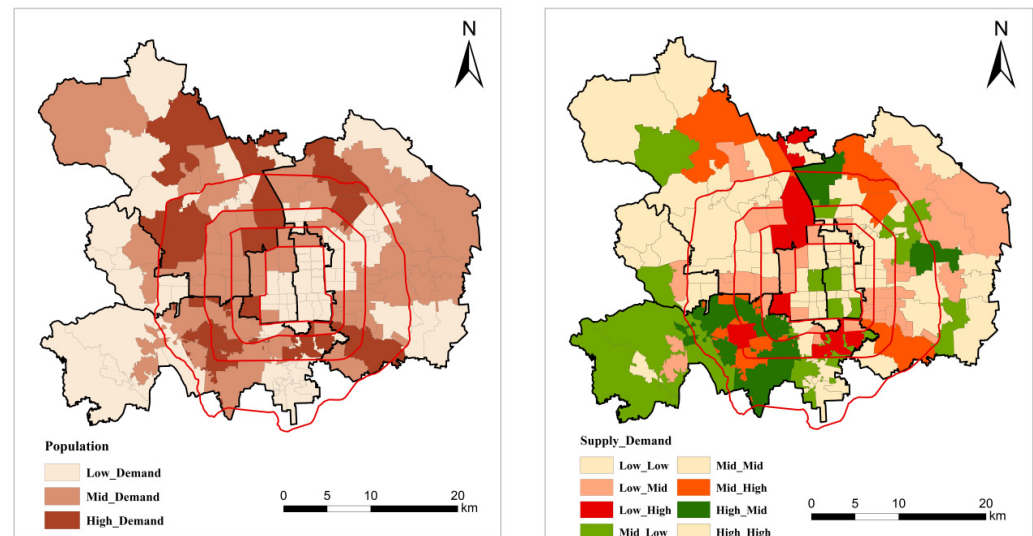 N
Population
Low_Demand
Mid_Demand
High_Demand
0 5 10 20
km
N
Supply_Demand
Low_Low Mid_Mid
Low_Mid Mid_High
Low_High High_Mid
Mid_Low High_High
0 5 10 20
km